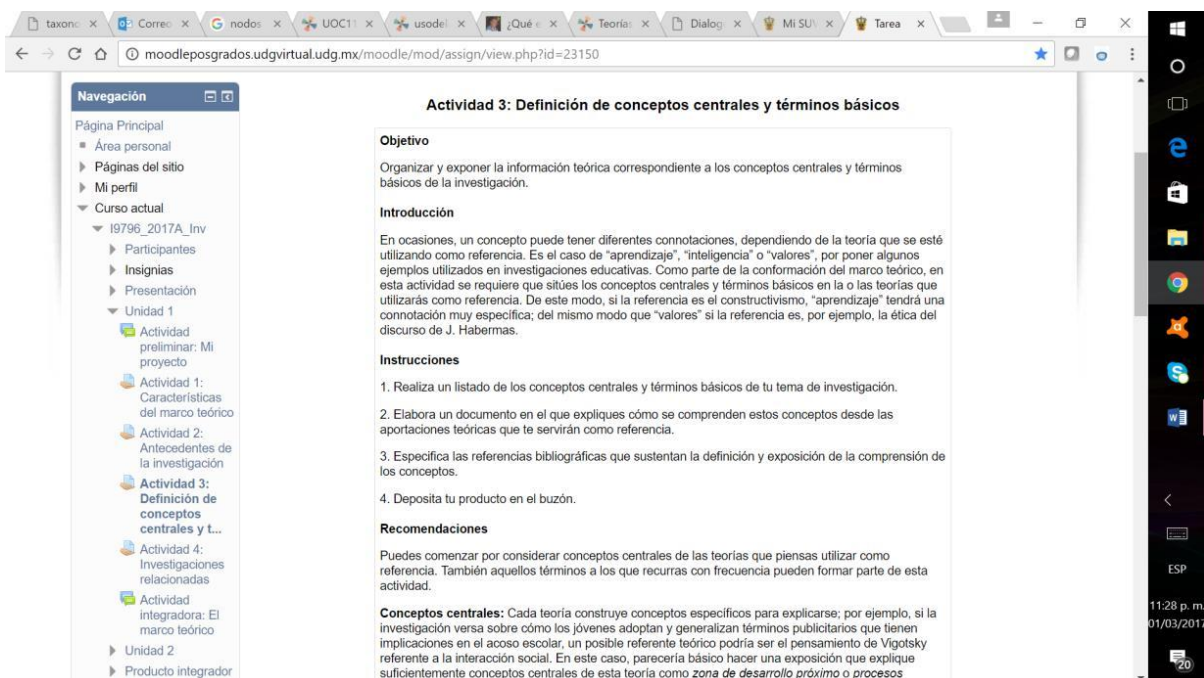 taxono
Correo
nodos
UOC11
usodel
¿Qué e
Teorías
Dialog
Mi SUV
Tarea
moodleposgrados.udgvirtual.udg.mx/moodle/mod/assign/view.php?id=23150
Navegación
Página Principal
Área personal
Páginas del sitio
Mi perfil
Curso actual
I9796_2017A_Inv
Participantes
Insignias
Presentación
Unidad 1
Actividad
preliminar: Mi
proyecto
Actividad 1:
Características
del marco teórico
Actividad 2:
Antecedentes de
la investigación
Actividad 3:
Definición de
conceptos
centrales y t...
Actividad 4:
Investigaciones
relacionadas
Actividad
integradora: El
marco teórico
Unidad 2
Producto integrador
Actividad 3: Definición de conceptos centrales y términos básicos
Objetivo
Organizar y exponer la información teórica correspondiente a los conceptos centrales y términos
básicos de la investigación.
Introducción
En ocasiones, un concepto puede tener diferentes connotaciones, dependiendo de la teoría que se esté
utilizando como referencia. Es el caso de “aprendizaje”, “inteligencia” o “valores”, por poner algunos
ejemplos utilizados en investigaciones educativas. Como parte de la conformación del marco teórico, en
esta actividad se requiere que sitúes los conceptos centrales y términos básicos en la o las teorías que
utilizarás como referencia. De este modo, si la referencia es el constructivismo, “aprendizaje” tendrá una
connotación muy específica; del mismo modo que “valores” si la referencia es, por ejemplo, la ética del
discurso de J. Habermas.
Instrucciones
1. Realiza un listado de los conceptos centrales y términos básicos de tu tema de investigación.
2. Elabora un documento en el que expliques cómo se comprenden estos conceptos desde las
aportaciones teóricas que te servirán como referencia.
3. Especifica las referencias bibliográficas que sustentan la definición y exposición de la comprensión de
los conceptos.
4. Deposita tu producto en el buzón.
Recomendaciones
Puedes comenzar por considerar conceptos centrales de las teorías que piensas utilizar como
referencia. También aquellos términos a los que recurras con frecuencia pueden formar parte de esta
actividad.
Conceptos centrales: Cada teoría construye conceptos específicos para explicarse; por ejemplo, si la
investigación versa sobre cómo los jóvenes adoptan y generalizan términos publicitarios que tienen
implicaciones en el acoso escolar, un posible referente teórico podría ser el pensamiento de Vigotsky
referente a la interacción social. En este caso, parecería básico hacer una exposición que explique
suficientemente conceptos centrales de esta teoría como zona de desarrollo próximo o procesos
ESP
11:28 p. m.
01/03/2017
20